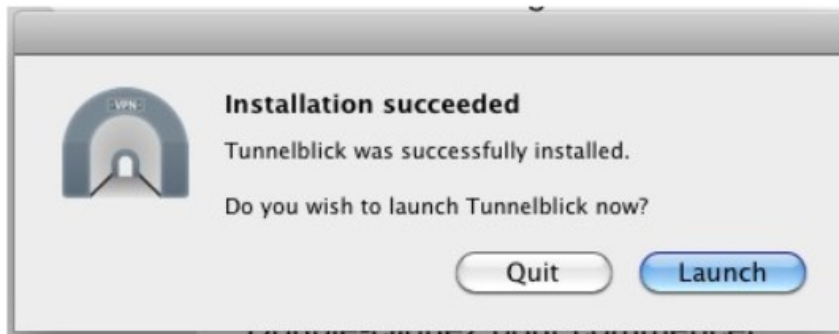 VPN
Installation succeeded
Tunnelblick was successfully installed.
Do you wish to launch Tunnelblick now?
Quit
Launch